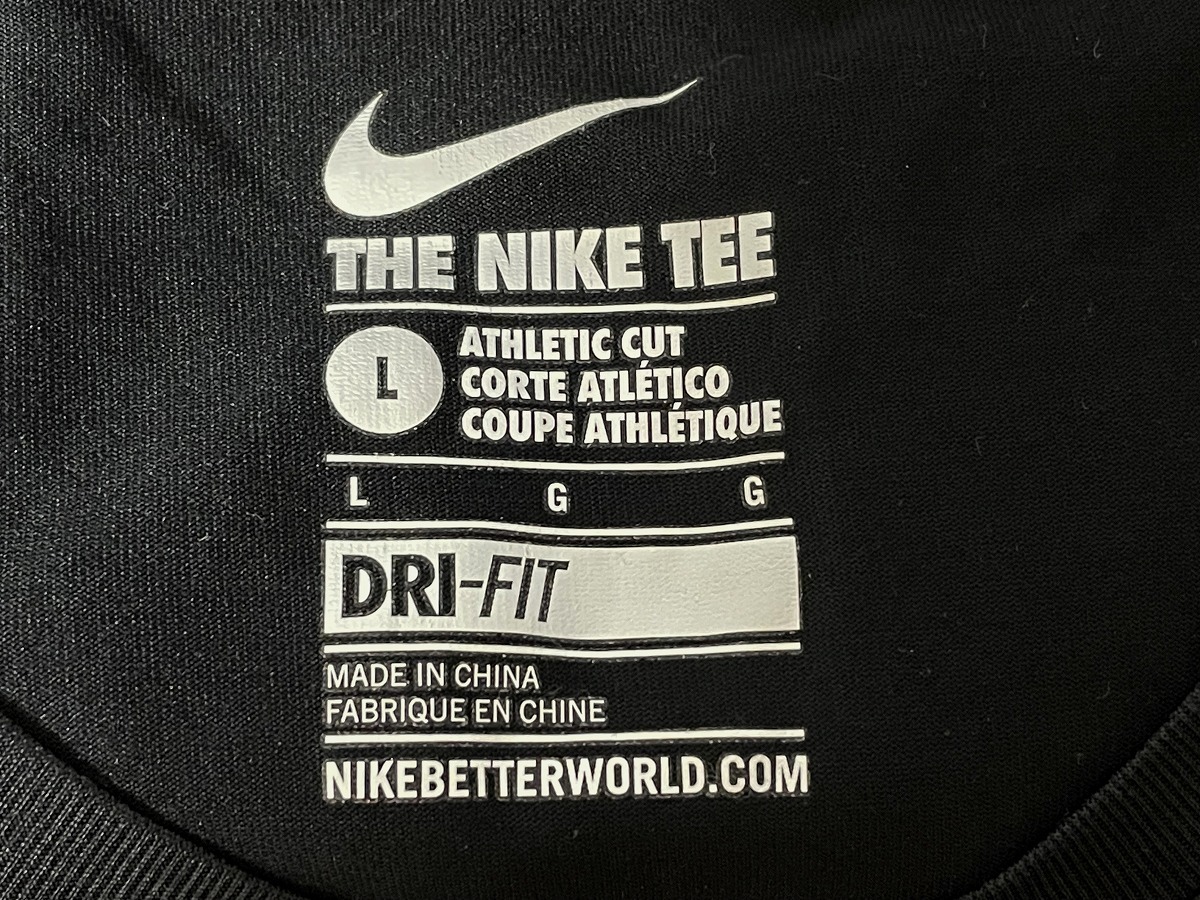 THE NIKE TEE
L
ATHLETIC CUT
CORTE ATLÉTICO
COUPE ATHLÉTIQUE
L G G
DRI-FIT
MADE IN CHINA
FABRIQUE EN CHINE
NIKEBETTERWORLD.COM